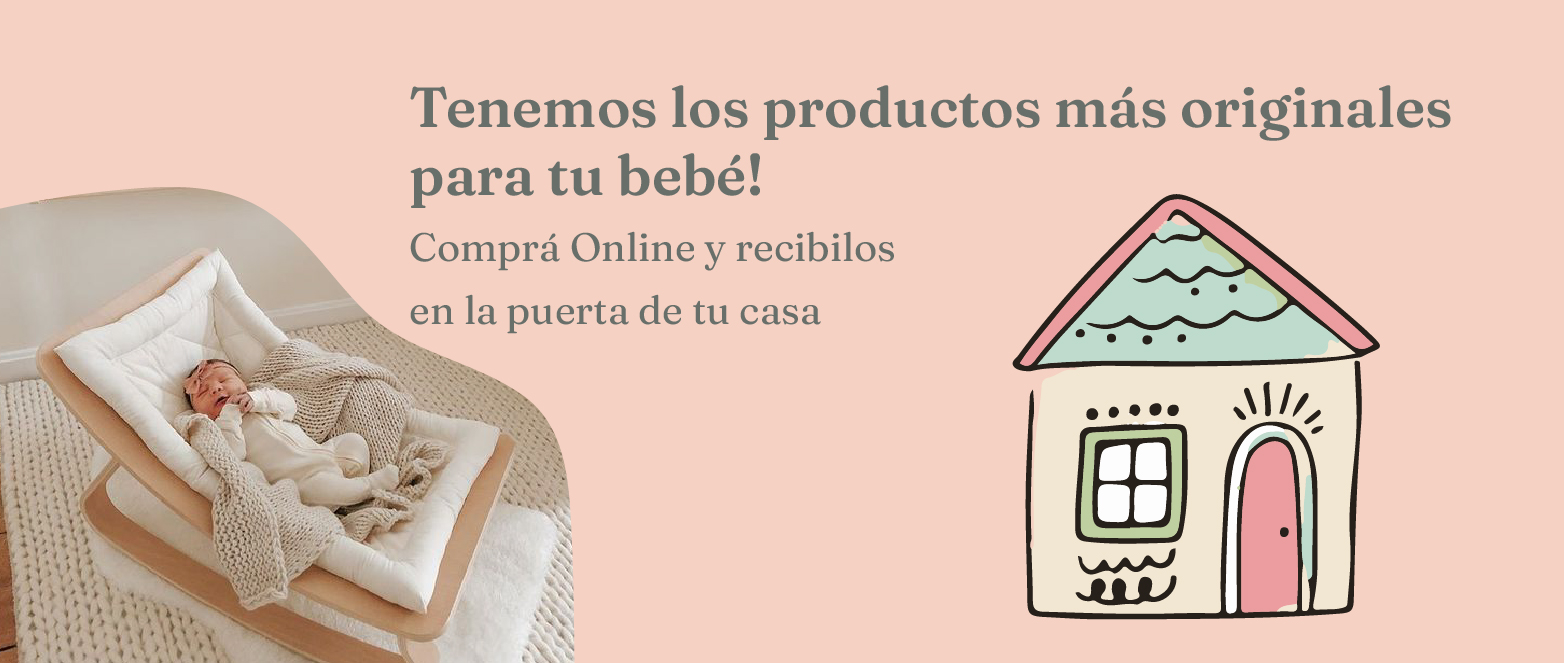 Tenemos los productos más originales
para tu bebé!
Comprá Online y recibilos
en la puerta de tu casa